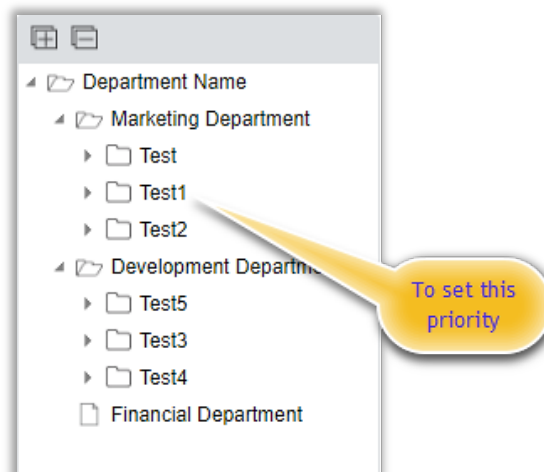 Department Name
Marketing Department
Test
Test1
Test2
Development Departme
Test5
Test3
Test4
Financial Department
To set this
priority